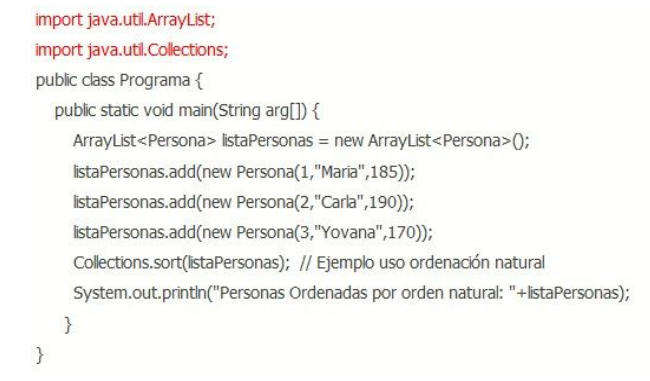 import java.util.ArrayList;
import java.util.Collections;
public class Programa {
public static void main(String arg[]) {
ArrayList<Persona> listaPersonas = new ArrayList<Persona>();
listaPersonas.add(new Persona(1,"Maria",185));
listaPersonas.add(new Persona(2,"Carla",190));
listaPersonas.add(new Persona(3,"Yovana",170));
Collections.sort(listaPersonas);  // Ejemplo uso ordenación natural
System.out.println("Personas Ordenadas por orden natural: "+listaPersonas);
}
}